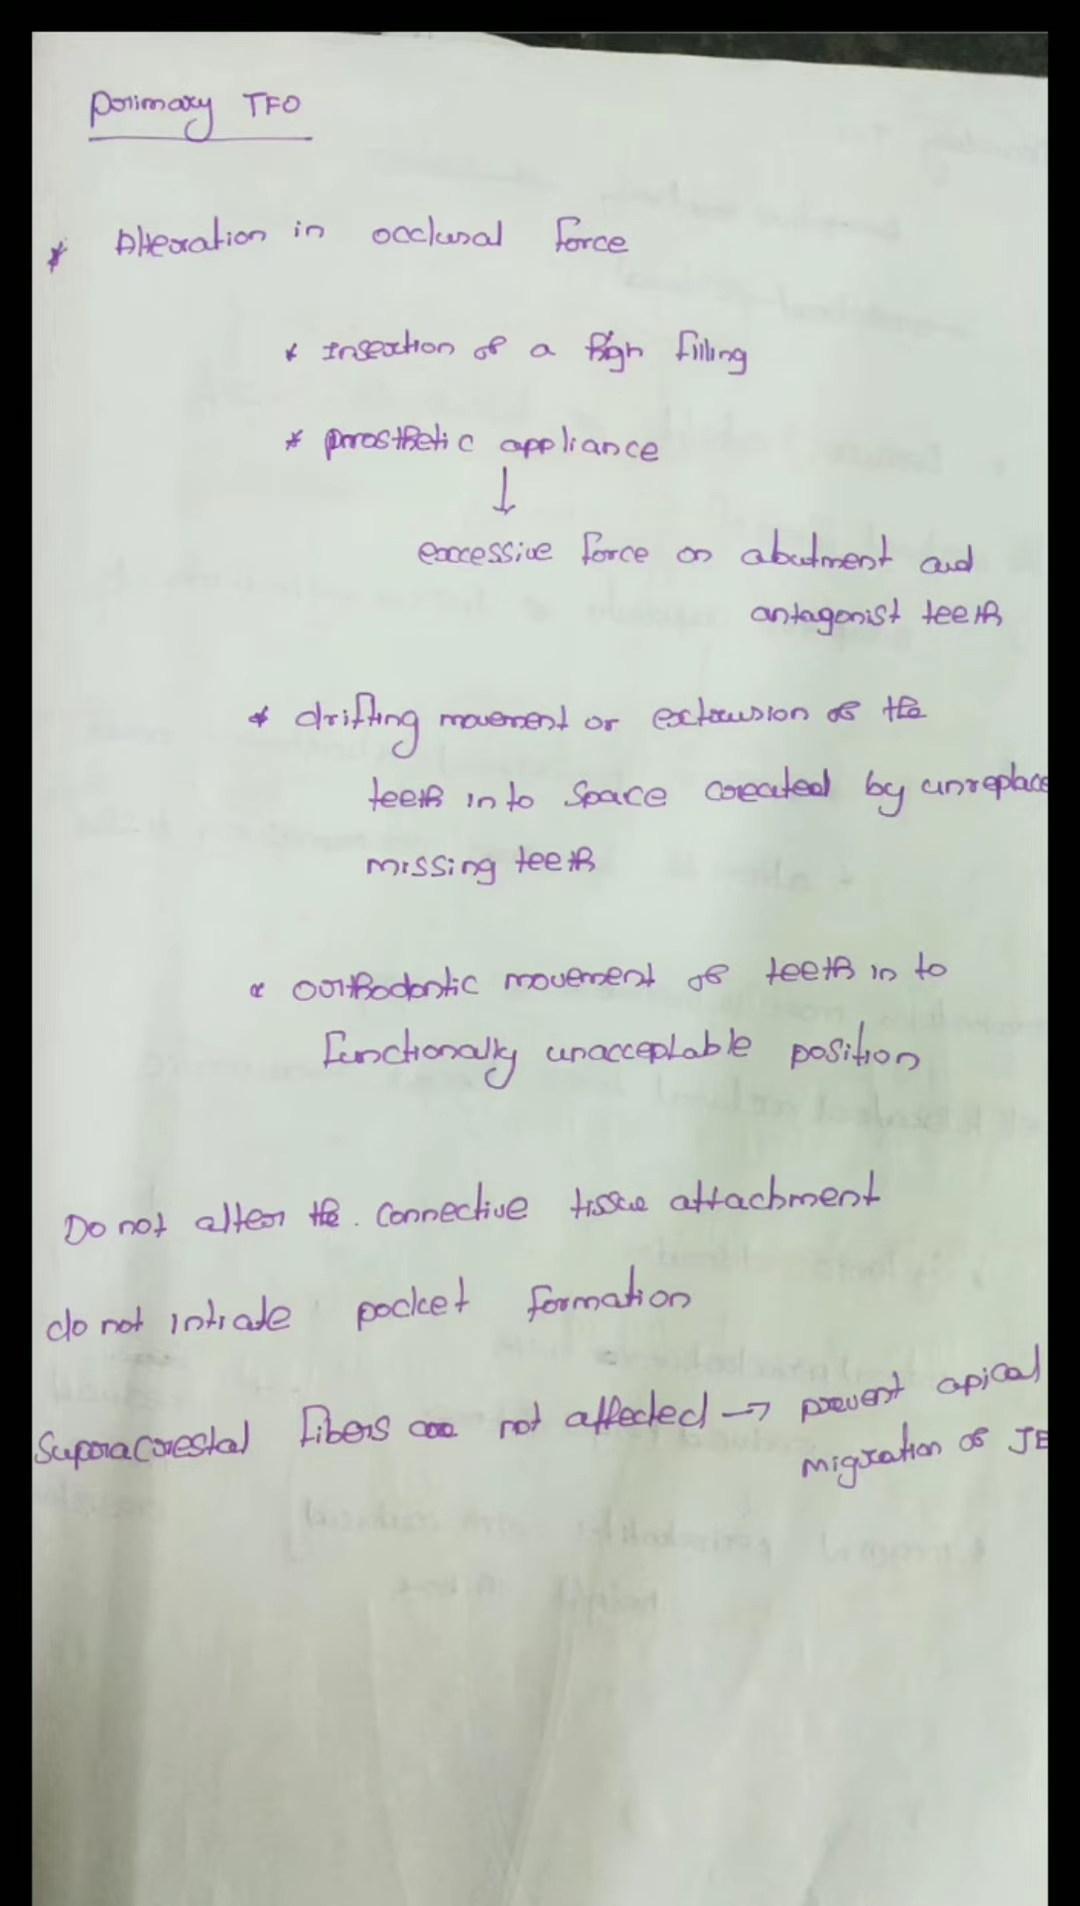 Primary TFO
* Alteration in occlusal force
* Insertion of a high filling
* prosthetic appliance
↓
excessive force on abutment and
antagonist teeth
* drifting movement or extrusion of the
teeth into space created by unreplace
missing teeth
* orthodontic movement of teeth in to
functionally unacceptable position
Do not alter the connective tissue attachment
do not intiate pocket formation
Supracrestal fibers are not affected → prevent apical
migration of JE